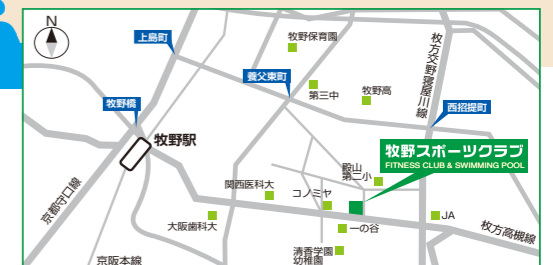 N
上島町
牧野保育園
枚方交野寝屋川線
養父東町
第三中
牧野高
牧野橋
西招提町
牧野駅
牧野スポーツクラブ
FITNESS CLUB & SWIMMING POOL
殿山
第二小
関西医科大
コノミヤ
京都守口線
大阪歯科大
JA
一の谷
枚方高槻線
清香学園
幼稚園
京阪本線